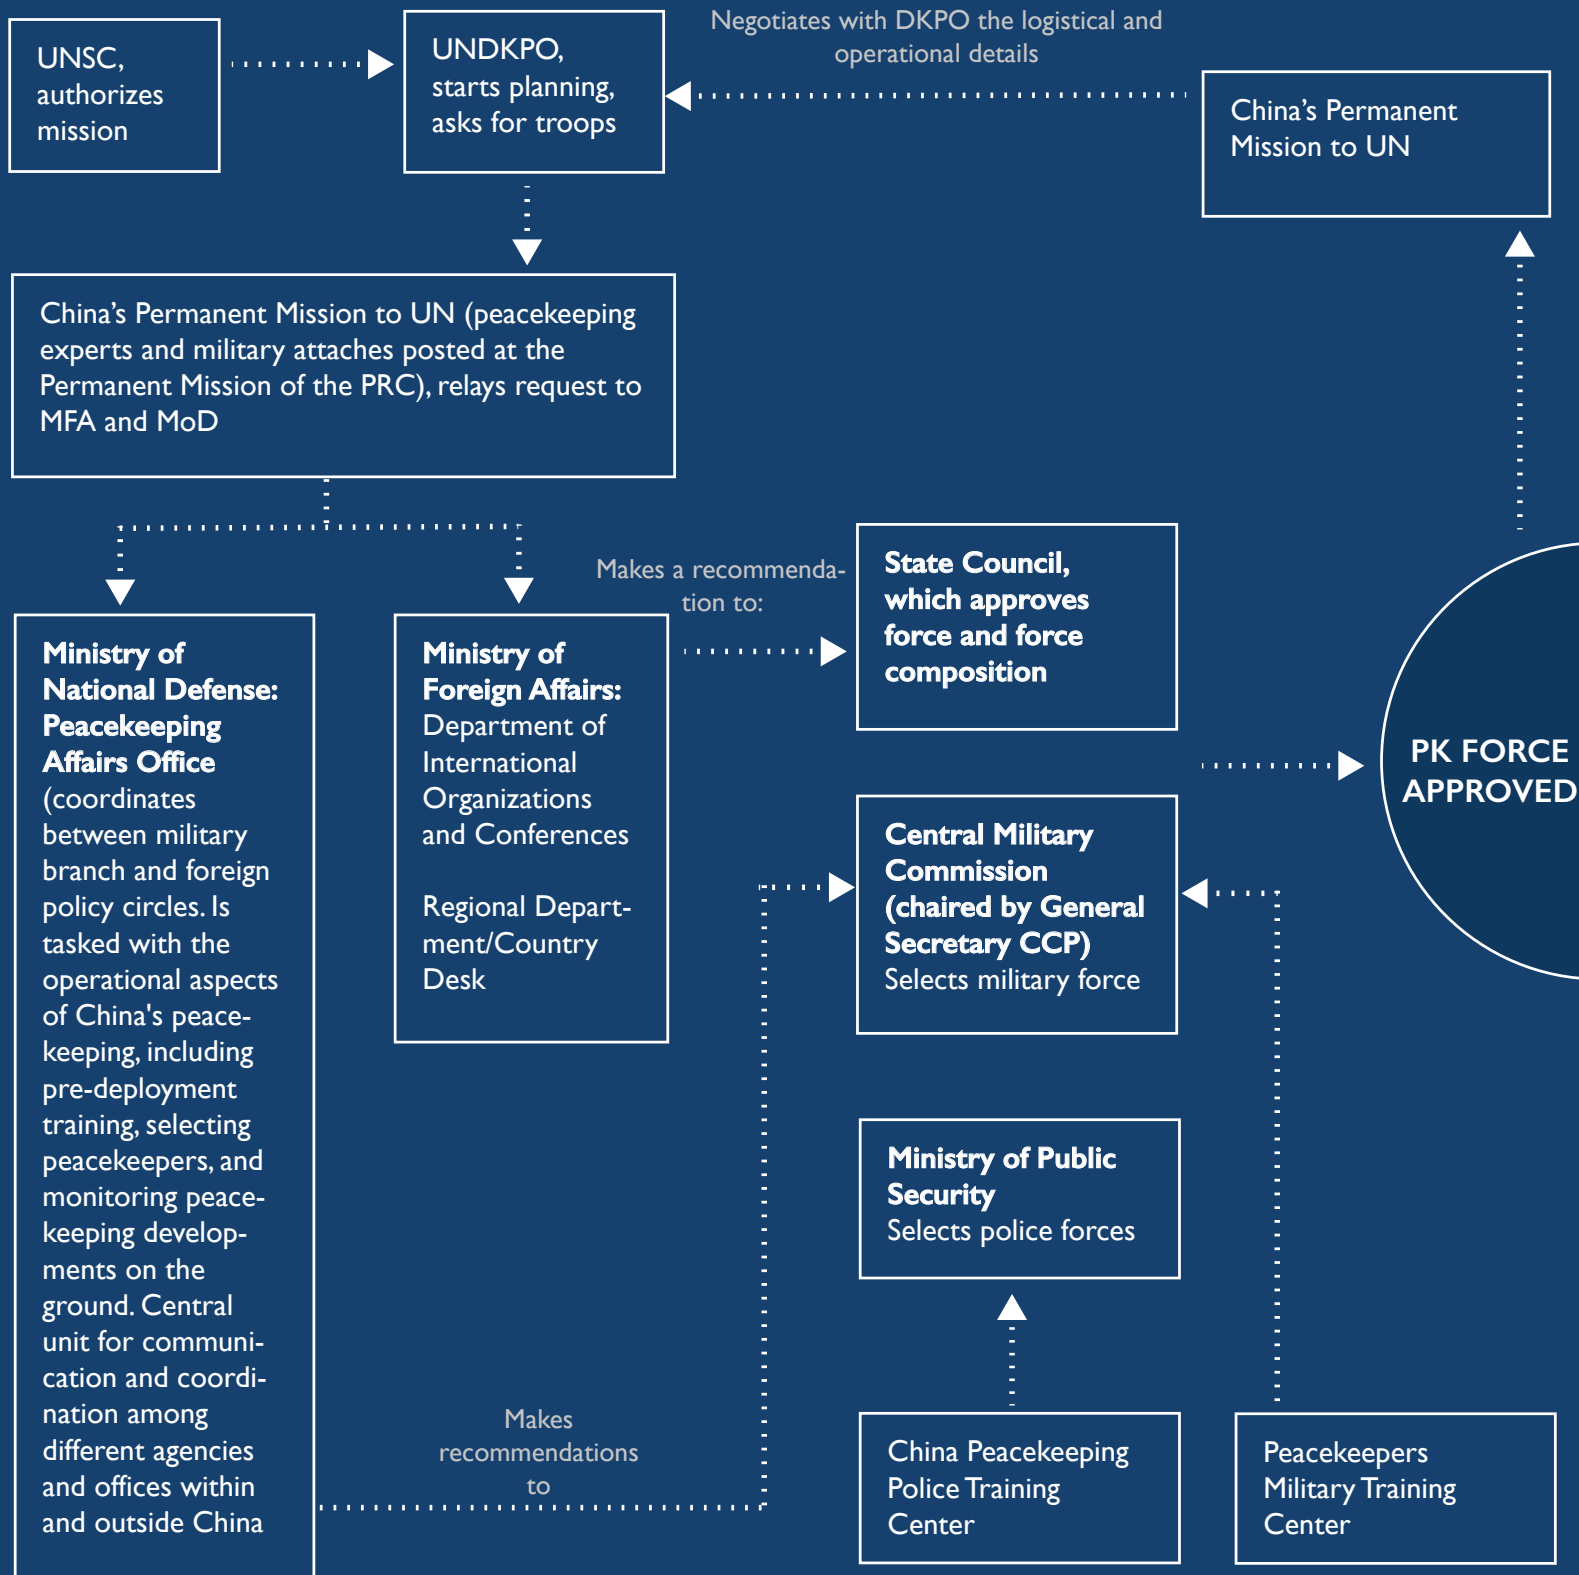 UNSC,
authorizes
mission
UNDKPO,
starts planning,
asks for troops
Negotiates with DKPO the logistical and
operational details
China’s Permanent
Mission to UN
China’s Permanent Mission to UN (peacekeeping
experts and military attaches posted at the
Permanent Mission of the PRC), relays request to
MFA and MoD
Ministry of
National Defense:
Peacekeeping
Affairs Office
(coordinates
between military
branch and foreign
policy circles. Is
tasked with the
operational aspects
of China's peace-
keeping, including
pre-deployment
training, selecting
peacekeepers, and
monitoring peace-
keeping develop-
ments on the
ground. Central
unit for communi-
cation and coordi-
nation among
different agencies
and offices within
and outside China
Ministry of
Foreign Affairs:
Department of
International
Organizations
and Conferences
Regional Depart-
ment/Country
Desk
Makes a recommenda-
tion to:
State Council,
which approves
force and force
composition
PK FORCE
APPROVED
Central Military
Commission
(chaired by General
Secretary CCP)
Selects military force
Ministry of Public
Security
Selects police forces
Makes
recommendations
to
China Peacekeeping
Police Training
Center
Peacekeepers
Military Training
Center